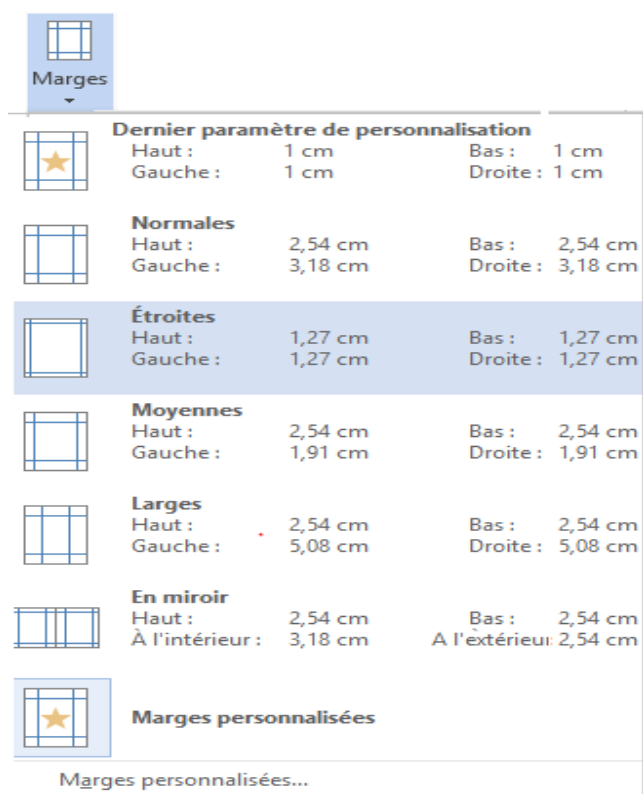 Marges
Dernier paramètre de personnalisation
Haut : 1 cm Bas : 1 cm
Gauche : 1 cm Droite : 1 cm
Normales
Haut : 2,54 cm Bas : 2,54 cm
Gauche : 3,18 cm Droite : 3,18 cm
Étroites
Haut : 1,27 cm Bas : 1,27 cm
Gauche : 1,27 cm Droite : 1,27 cm
Moyennes
Haut : 2,54 cm Bas : 2,54 cm
Gauche : 1,91 cm Droite : 1,91 cm
Larges
Haut : 2,54 cm Bas : 2,54 cm
Gauche : 5,08 cm Droite : 5,08 cm
En miroir
Haut : 2,54 cm Bas : 2,54 cm
À l'intérieur : 3,18 cm A l'extérieur: 2,54 cm
Marges personnalisées
Marges personnalisées...